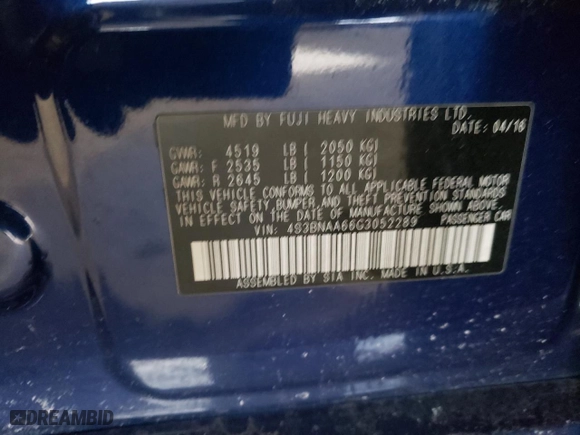 MFD BY FUJI HEAVY INDUSTRIES LTD.
DATE: 04/16
GVWR: 4519 LB ( 2050 KG)
GAWR: F 2535 LB ( 1150 KG)
GAWR: R 2645 LB ( 1200 KG)
THIS VEHICLE CONFORMS TO ALL APPLICABLE FEDERAL MOTOR
VEHICLE SAFETY, BUMPER, AND THEFT PREVENTION STANDARDS
IN EFFECT ON THE DATE OF MANUFACTURE SHOWN ABOVE.
VIN: 4S3BNAA66G3052289 PASSENGER CAR
ASSEMBLED BY SIA INC. MADE IN U.S.A.
DREAMBID